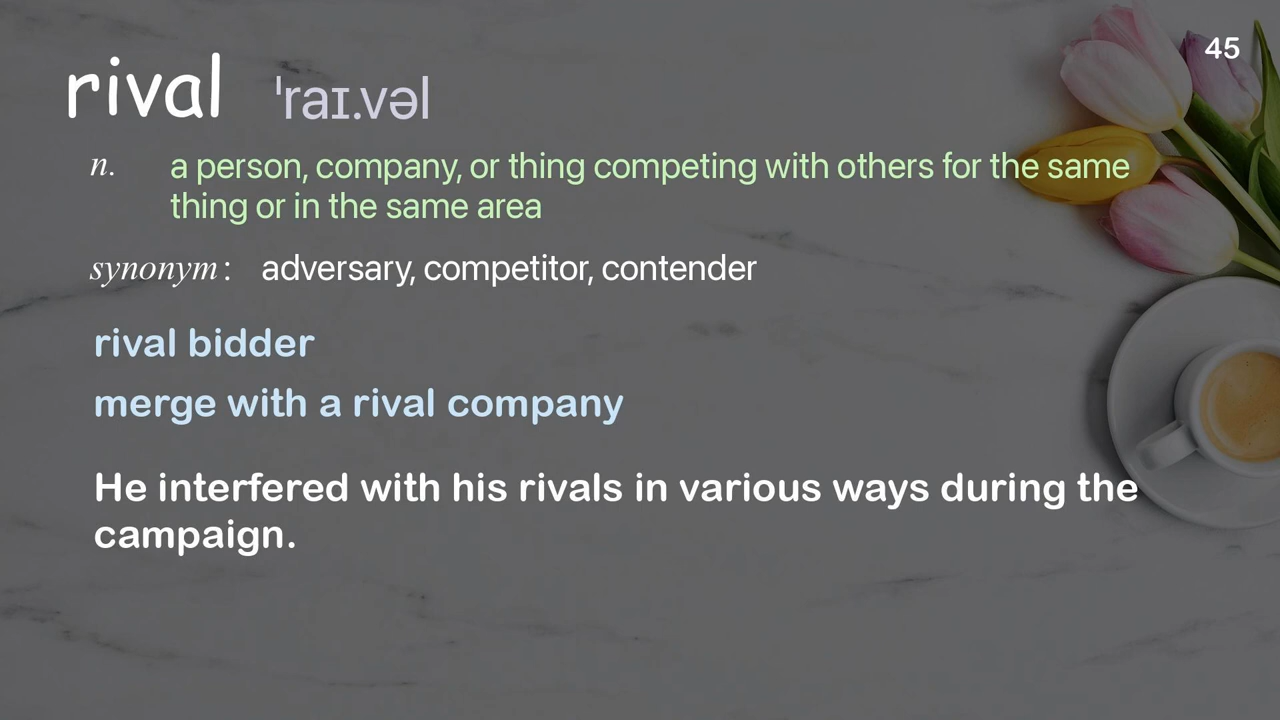 45
rival ˈraɪ.vəl
n. a person, company, or thing competing with others for the same
thing or in the same area
synonym : adversary, competitor, contender
rival bidder
merge with a rival company
He interfered with his rivals in various ways during the
campaign.